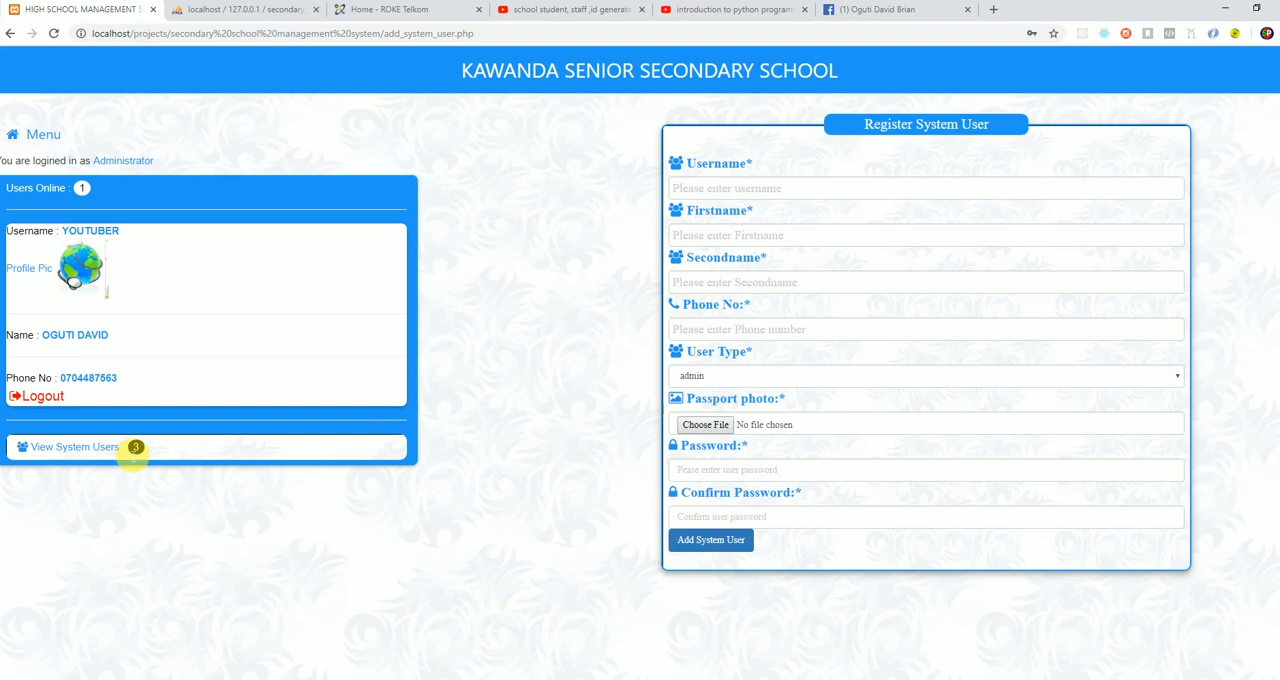 HIGH SCHOOL MANAGEMENT S
localhost / 127.0.0.1 / secondary
Home - ROKE Telkom
school student, staff ,id generate
introduction to python program
(1) Oguti David Brian
localhost/projects/secondary%20school%20management%20system/add_system_user.php
KAWANDA SENIOR SECONDARY SCHOOL
Menu
You are logined in as Administrator
Users Online : 1
Username : YOUTUBER
Profile Pic
Name : OGUTI DAVID
Phone No : 0704487563
Logout
View System Users 3
Register System User
Username*
Please enter username
Firstname*
Please enter Firstname
Secondname*
Please enter Secondname
Phone No:*
Please enter Phone number
User Type*
admin
Passport photo:*
Choose File No file chosen
Password:*
Pease enter user password
Confirm Password:*
Confirm user password
Add System User